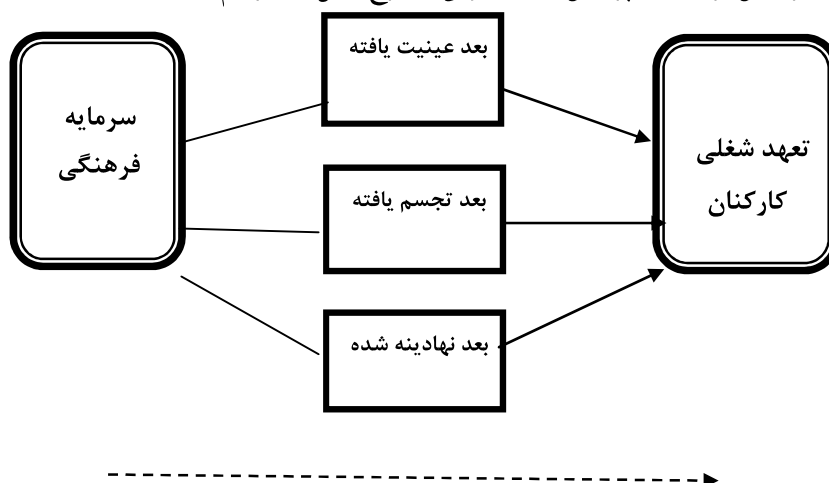 بعد عینیت یافته
سرمایه
فرهنگی
تعهد شغلی
کارکنان
بعد تجسم یافته
بعد نهادینه شده